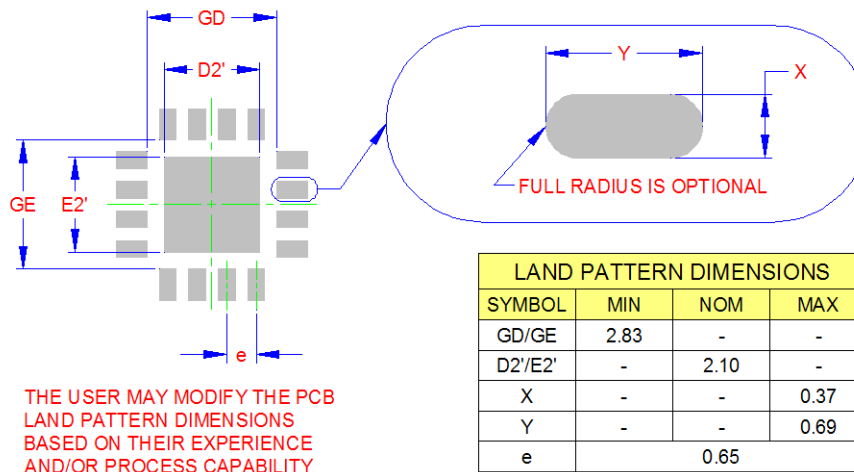 GD
D2'
GE
E2'
e
Y
X
FULL RADIUS IS OPTIONAL
THE USER MAY MODIFY THE PCB
LAND PATTERN DIMENSIONS
BASED ON THEIR EXPERIENCE
AND/OR PROCESS CAPABILITY
LAND PATTERN DIMENSIONS
SYMBOL MIN NOM MAX
GD/GE 2.83 - -
D2'/E2' - 2.10 -
X - - 0.37
Y - - 0.69
e 0.65